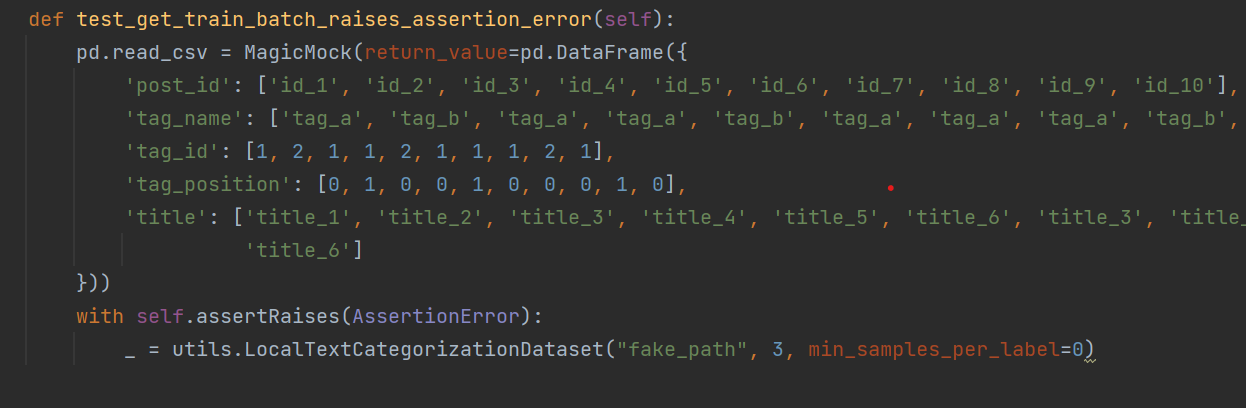 def test_get_train_batch_raises_assertion_error(self):
    pd.read_csv = MagicMock(return_value=pd.DataFrame({
        'post_id': ['id_1', 'id_2', 'id_3', 'id_4', 'id_5', 'id_6', 'id_7', 'id_8', 'id_9', 'id_10'],
        'tag_name': ['tag_a', 'tag_b', 'tag_a', 'tag_a', 'tag_b', 'tag_a', 'tag_a', 'tag_a', 'tag_b',
        'tag_id': [1, 2, 1, 1, 2, 1, 1, 1, 2, 1],
        'tag_position': [0, 1, 0, 0, 1, 0, 0, 0, 1, 0],
        'title': ['title_1', 'title_2', 'title_3', 'title_4', 'title_5', 'title_6', 'title_3', 'title_
                  'title_6']
    }))
    with self.assertRaises(AssertionError):
        _ = utils.LocalTextCategorizationDataset("fake_path", 3, min_samples_per_label=0)